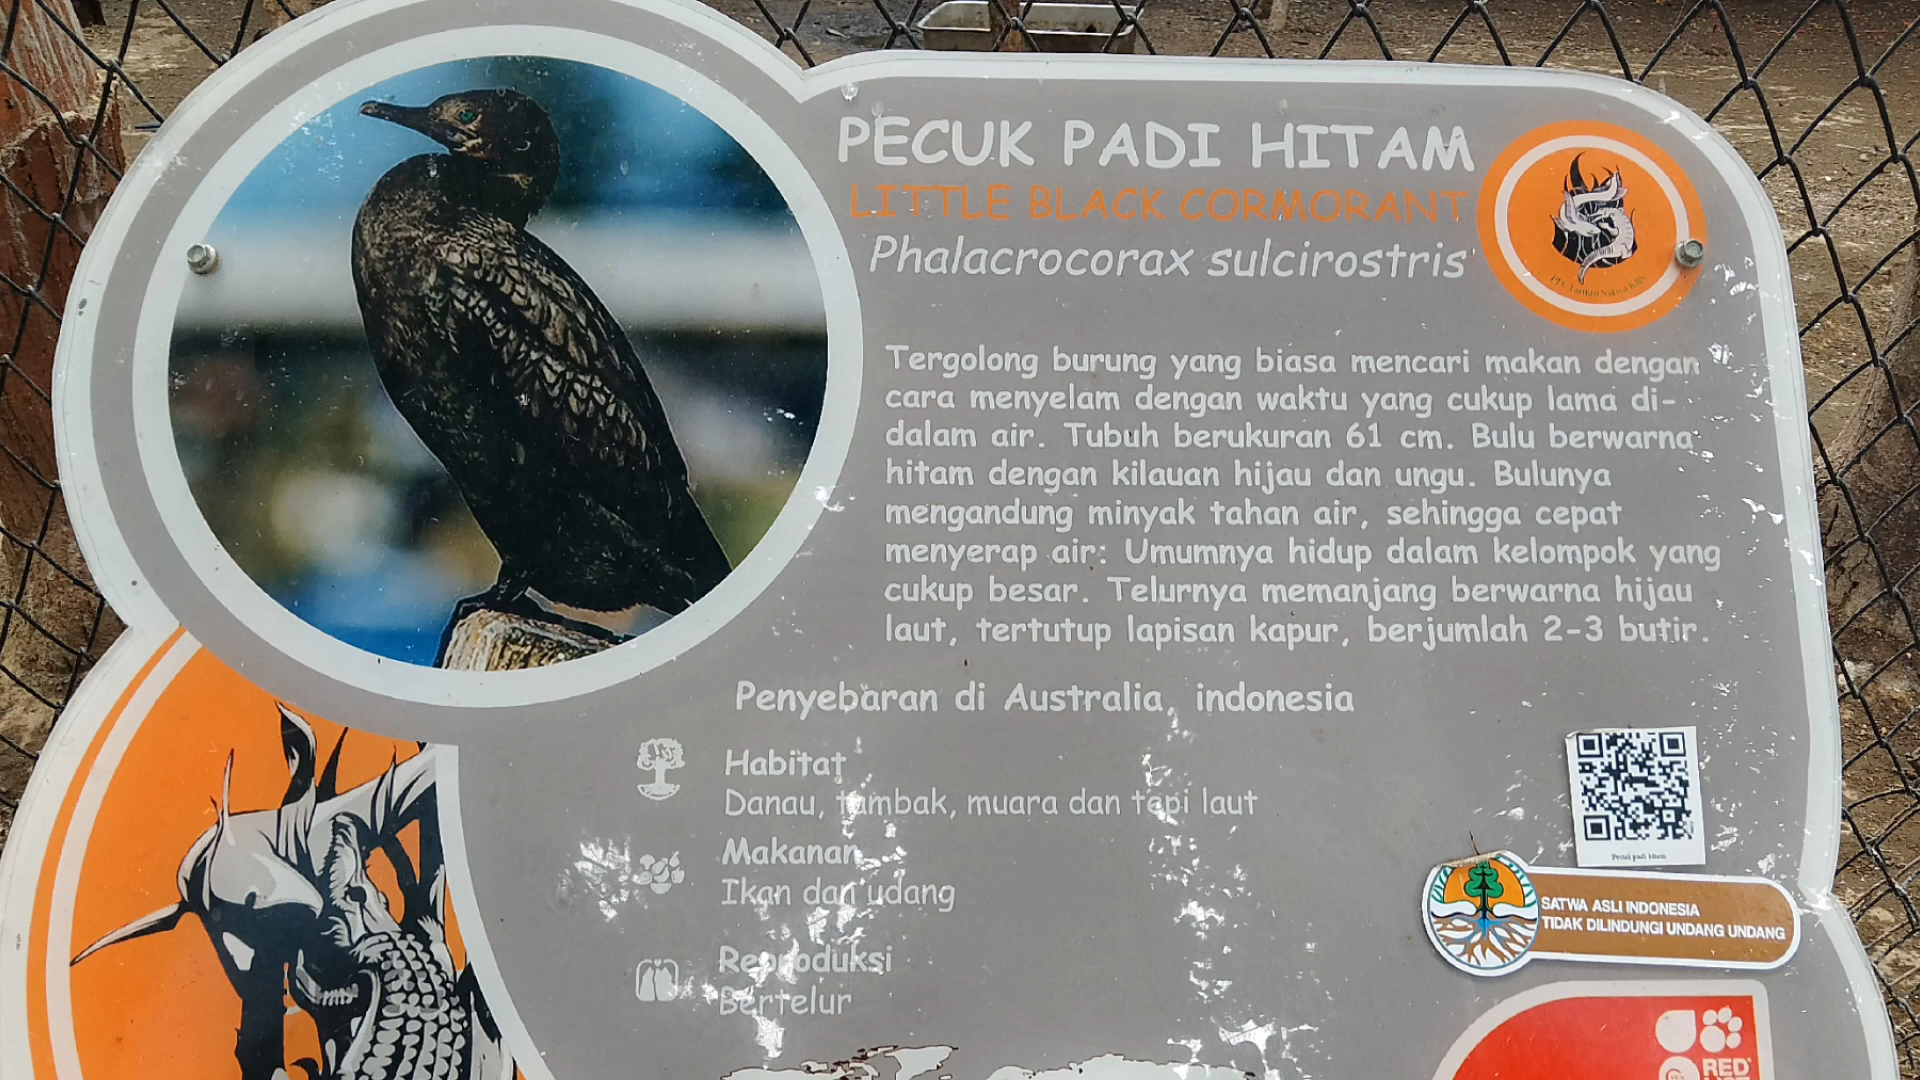 PECUK PADI HITAM
LITTLE BLACK CORMORANT
Phalacrocorax sulcirostris
Tergolong burung yang biasa mencari makan dengan
cara menyelam dengan waktu yang cukup lama di-
dalam air. Tubuh berukuran 61 cm. Bulu berwarna
hitam dengan kilauan hijau dan ungu. Bulunya
mengandung minyak tahan air, sehingga cepat
menyerap air. Umumnya hidup dalam kelompok yang
cukup besar. Telurnya memanjang berwarna hijau
laut, tertutup lapisan kapur, berjumlah 2-3 butir.
Penyebaran di Australia, indonesia
Habitat
Danau, tambak, muara dan tepi laut
Makanan
Ikan dan udang
Reproduksi
Bertelur
Pecuk padi hitam
SATWA ASLI INDONESIA
TIDAK DILINDUNGI UNDANG UNDANG
RED